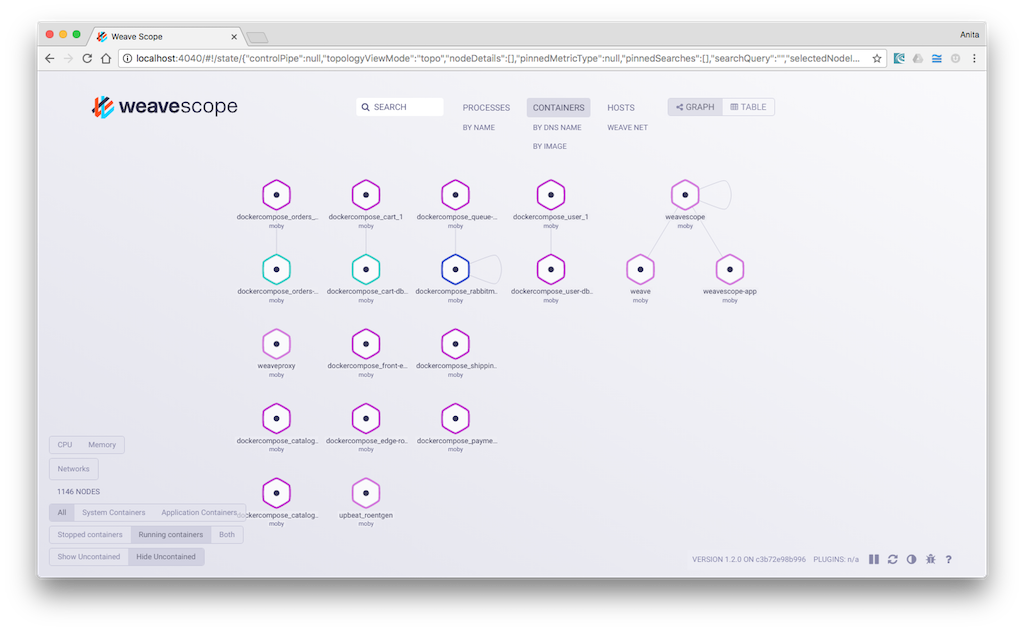 Weave Scope
Anita
localhost:4040/#!/state/{"controlPipe":null,"topologyViewMode":"topo","nodeDetails":[],"pinnedMetricType":null,"pinnedSearches":[],"searchQuery":"","selectedNodeI...
weavescope
SEARCH
PROCESSES CONTAINERS HOSTS
GRAPH TABLE
BY NAME BY DNS NAME WEAVE NET
BY IMAGE
dockercompose_orders_... dockercompose_cart_1 dockercompose_queue-... dockercompose_user_1 weavescope
moby moby moby moby moby
dockercompose_orders-... dockercompose_cart-db.. dockercompose_rabbitm.. dockercompose_user-db.. weave weavescope-app
moby moby moby moby moby moby
weaveproxy dockercompose_front-e... dockercompose_shippin..
moby moby moby
dockercompose_catalog.. dockercompose_edge-ro.. dockercompose_payme...
moby moby moby
CPU Memory
Networks
1146 NODES
All System Containers Application Containers
ckercompose_catalog.. upbeat_roentgen
moby moby
Stopped containers Running containers Both
Show Uncontained Hide Uncontained
VERSION 1.2.0 ON c3b72e98b996 PLUGINS: n/a
?